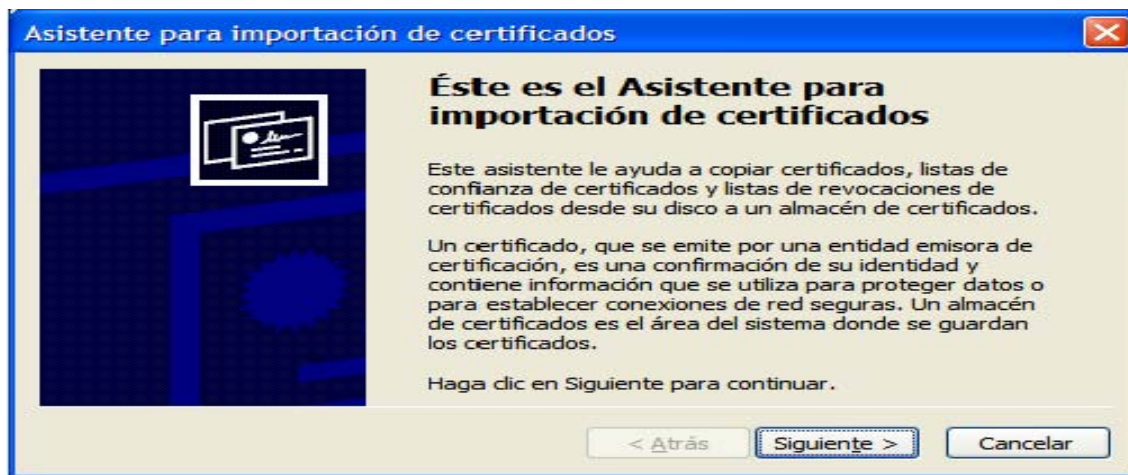 Asistente para importación de certificados
Éste es el Asistente para
importación de certificados
Este asistente le ayuda a copiar certificados, listas de
confianza de certificados y listas de revocaciones de
certificados desde su disco a un almacén de certificados.
Un certificado, que se emite por una entidad emisora de
certificación, es una confirmación de su identidad y
contiene información que se utiliza para proteger datos o
para establecer conexiones de red seguras. Un almacén
de certificados es el área del sistema donde se guardan
los certificados.
Haga clic en Siguiente para continuar.
< Atrás Siguiente > Cancelar